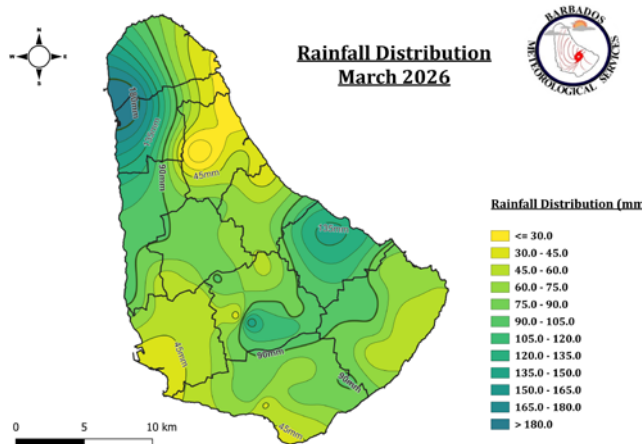 Rainfall Distribution
March 2026
BARBADOS
METEOROLOGICAL SERVICES
N
W
E
S
45mm
90mm
45mm
90mm
90mm
45mm
Rainfall Distribution (mm
<= 30.0
30.0 - 45.0
45.0 - 60.0
60.0 - 75.0
75.0 - 90.0
90.0 - 105.0
105.0 - 120.0
120.0 - 135.0
135.0 - 150.0
150.0 - 165.0
165.0 - 180.0
> 180.0
0
5
10 km